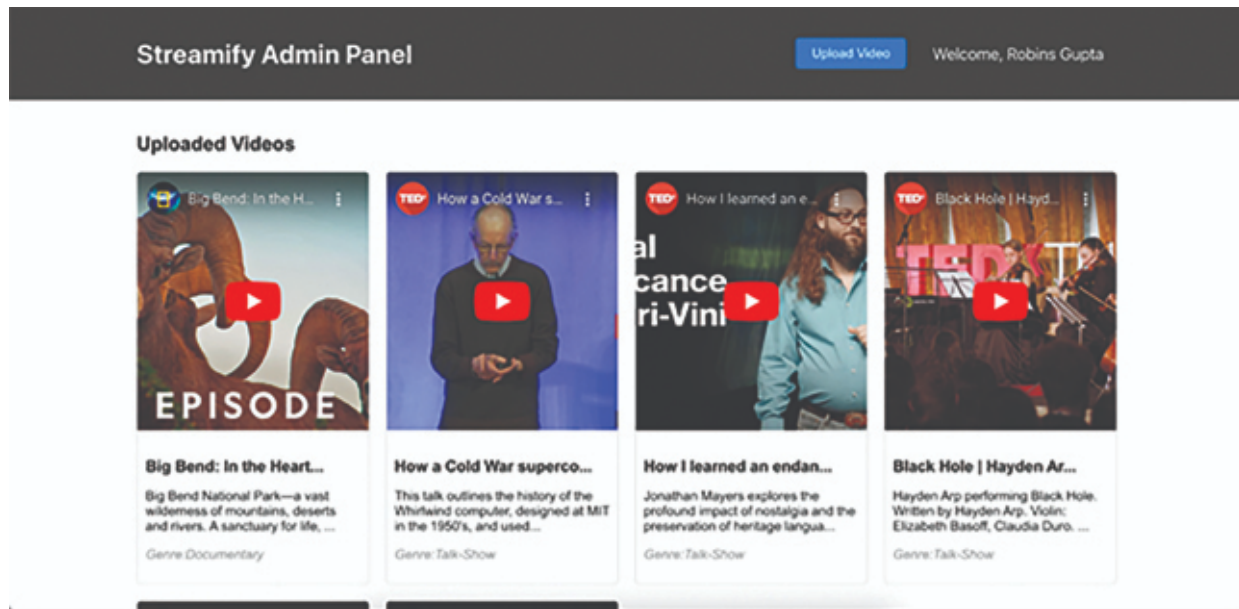 Streamify Admin Panel
Upload Video
Welcome, Robins Gupta
Uploaded Videos
Big Bend: In the H...
TED
How a Cold War s...
TED
How I learned an e...
TED
Black Hole | Hayd...
al
cance
ri-Vini
TEDx
EPISODE
Big Bend: In the Heart...
Big Bend National Park—a vast
wilderness of mountains, deserts
and rivers. A sanctuary for life, ...
Genre:Documentary
How a Cold War superco...
This talk outlines the history of the
Whirlwind computer, designed at MIT
in the 1950's, and used...
Genre:Talk-Show
How I learned an endan...
Jonathan Mayers explores the
profound impact of nostalgia and the
preservation of heritage langua...
Genre:Talk-Show
Black Hole | Hayden Ar...
Hayden Arp performing Black Hole.
Written by Hayden Arp. Violin:
Elizabeth Basoff, Claudia Duro. ...
Genre:Talk-Show